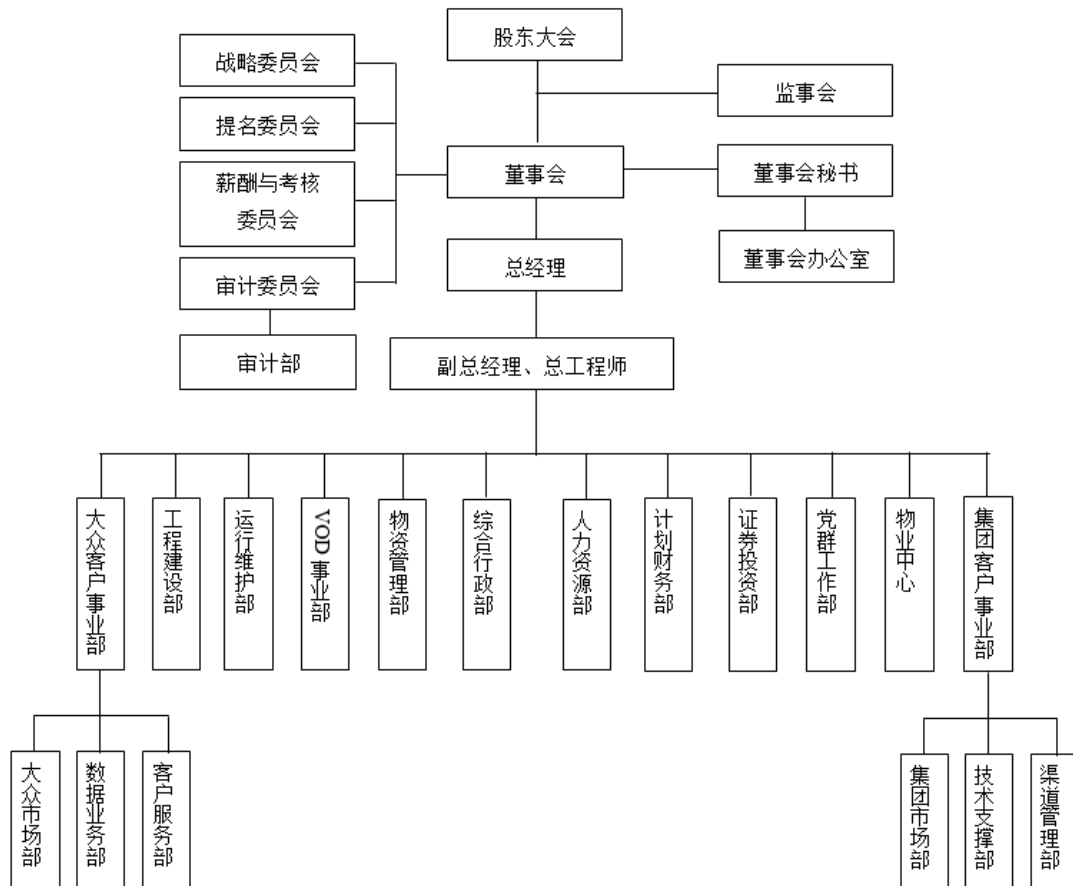 股东大会
战略委员会
监事会
提名委员会
董事会
董事会秘书
薪酬与考核
委员会
总经理
董事会办公室
审计委员会
副总经理、总工程师
审计部
大众客户事业部
工程建设部
运行维护部
VOD 事业部
物资管理部
综合行政部
人力资源部
计划财务部
证券投资部
党群工作部
物业中心
集团客户事业部
大众市场部
数据业务部
客户服务部
集团市场部
技术支撑部
渠道管理部